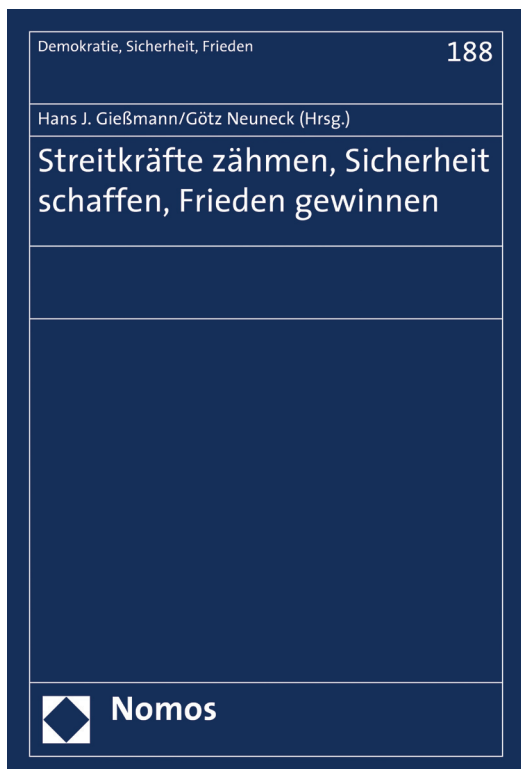 Demokratie, Sicherheit, Frieden
188
Hans J. Gießmann/Götz Neuneck (Hrsg.)
Streitkräfte zähmen, Sicherheit
schaffen, Frieden gewinnen
Nomos